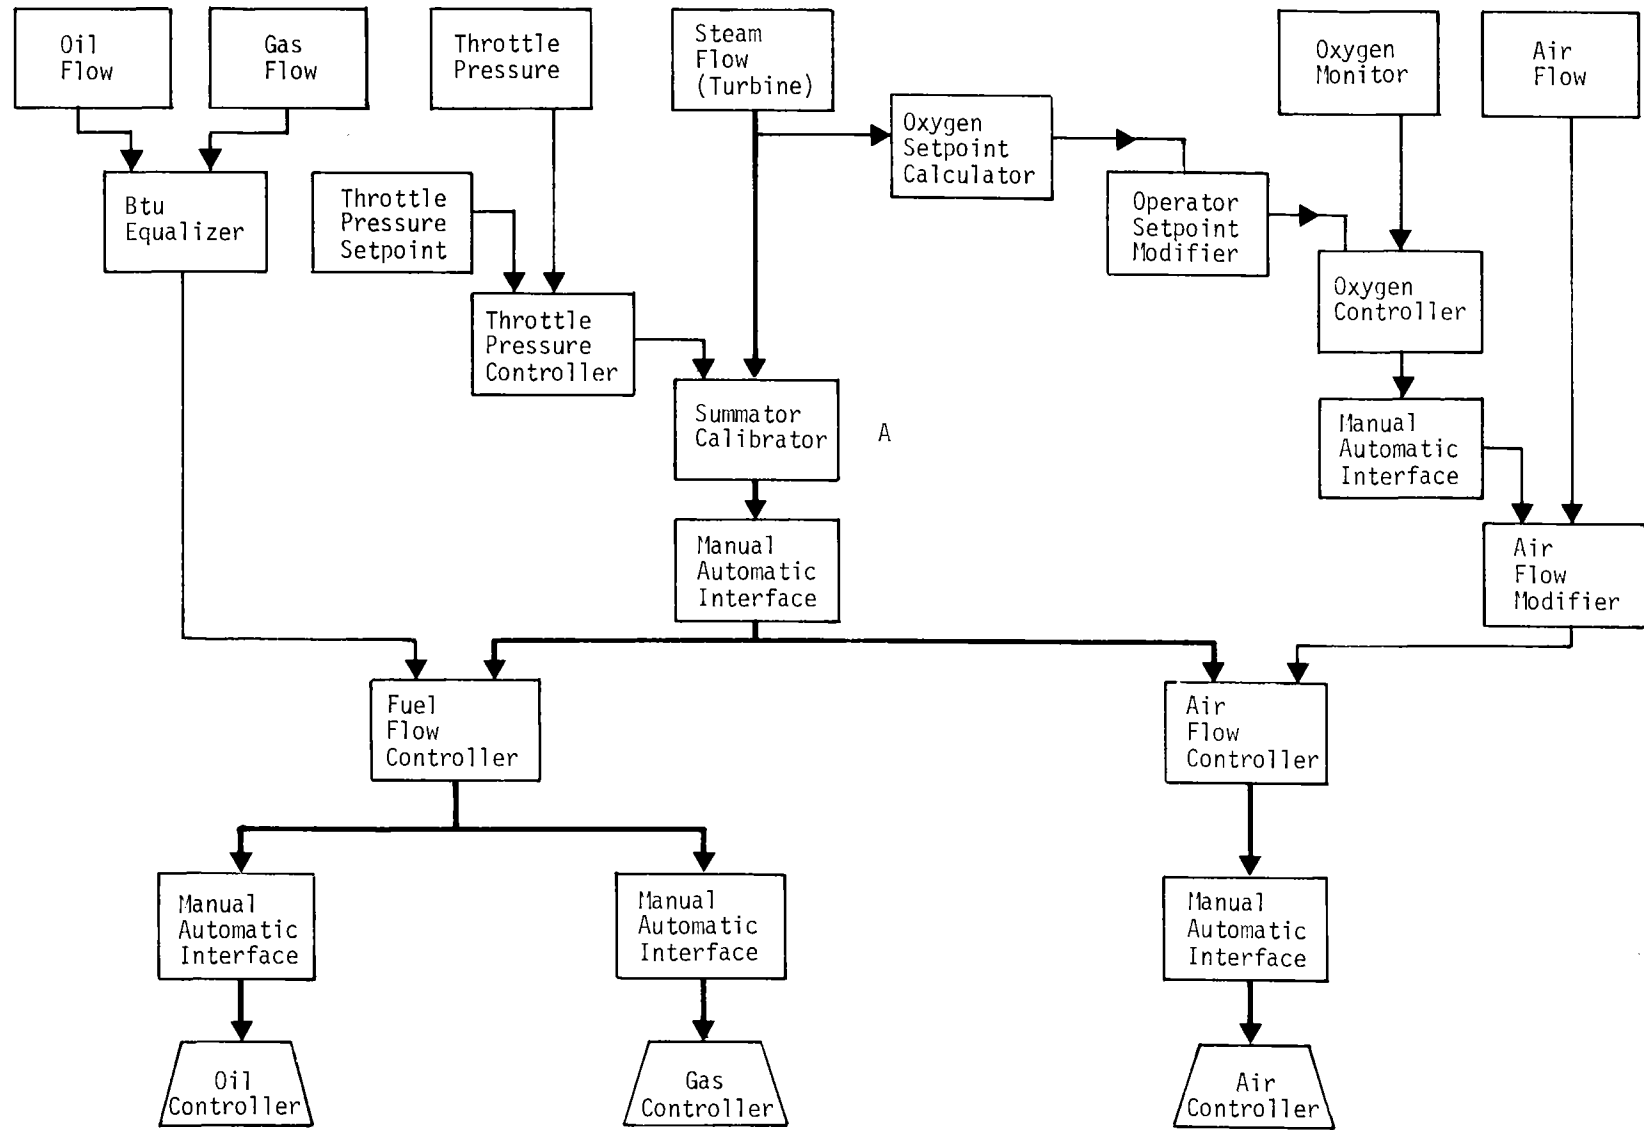 Oil
Flow
Gas
Flow
Throttle
Pressure
Steam
Flow
(Turbine)
Oxygen
Monitor
Air
Flow
Oxygen
Setpoint
Calculator
Btu
Equalizer
Throttle
Pressure
Setpoint
Operator
Setpoint
Modifier
Oxygen
Controller
Throttle
Pressure
Controller
Summator
Calibrator
A
Manual
Automatic
Interface
Manual
Automatic
Interface
Air
Flow
Modifier
Fuel
Flow
Controller
Air
Flow
Controller
Manual
Automatic
Interface
Manual
Automatic
Interface
Manual
Automatic
Interface
Oil
Controller
Gas
Controller
Air
Controller